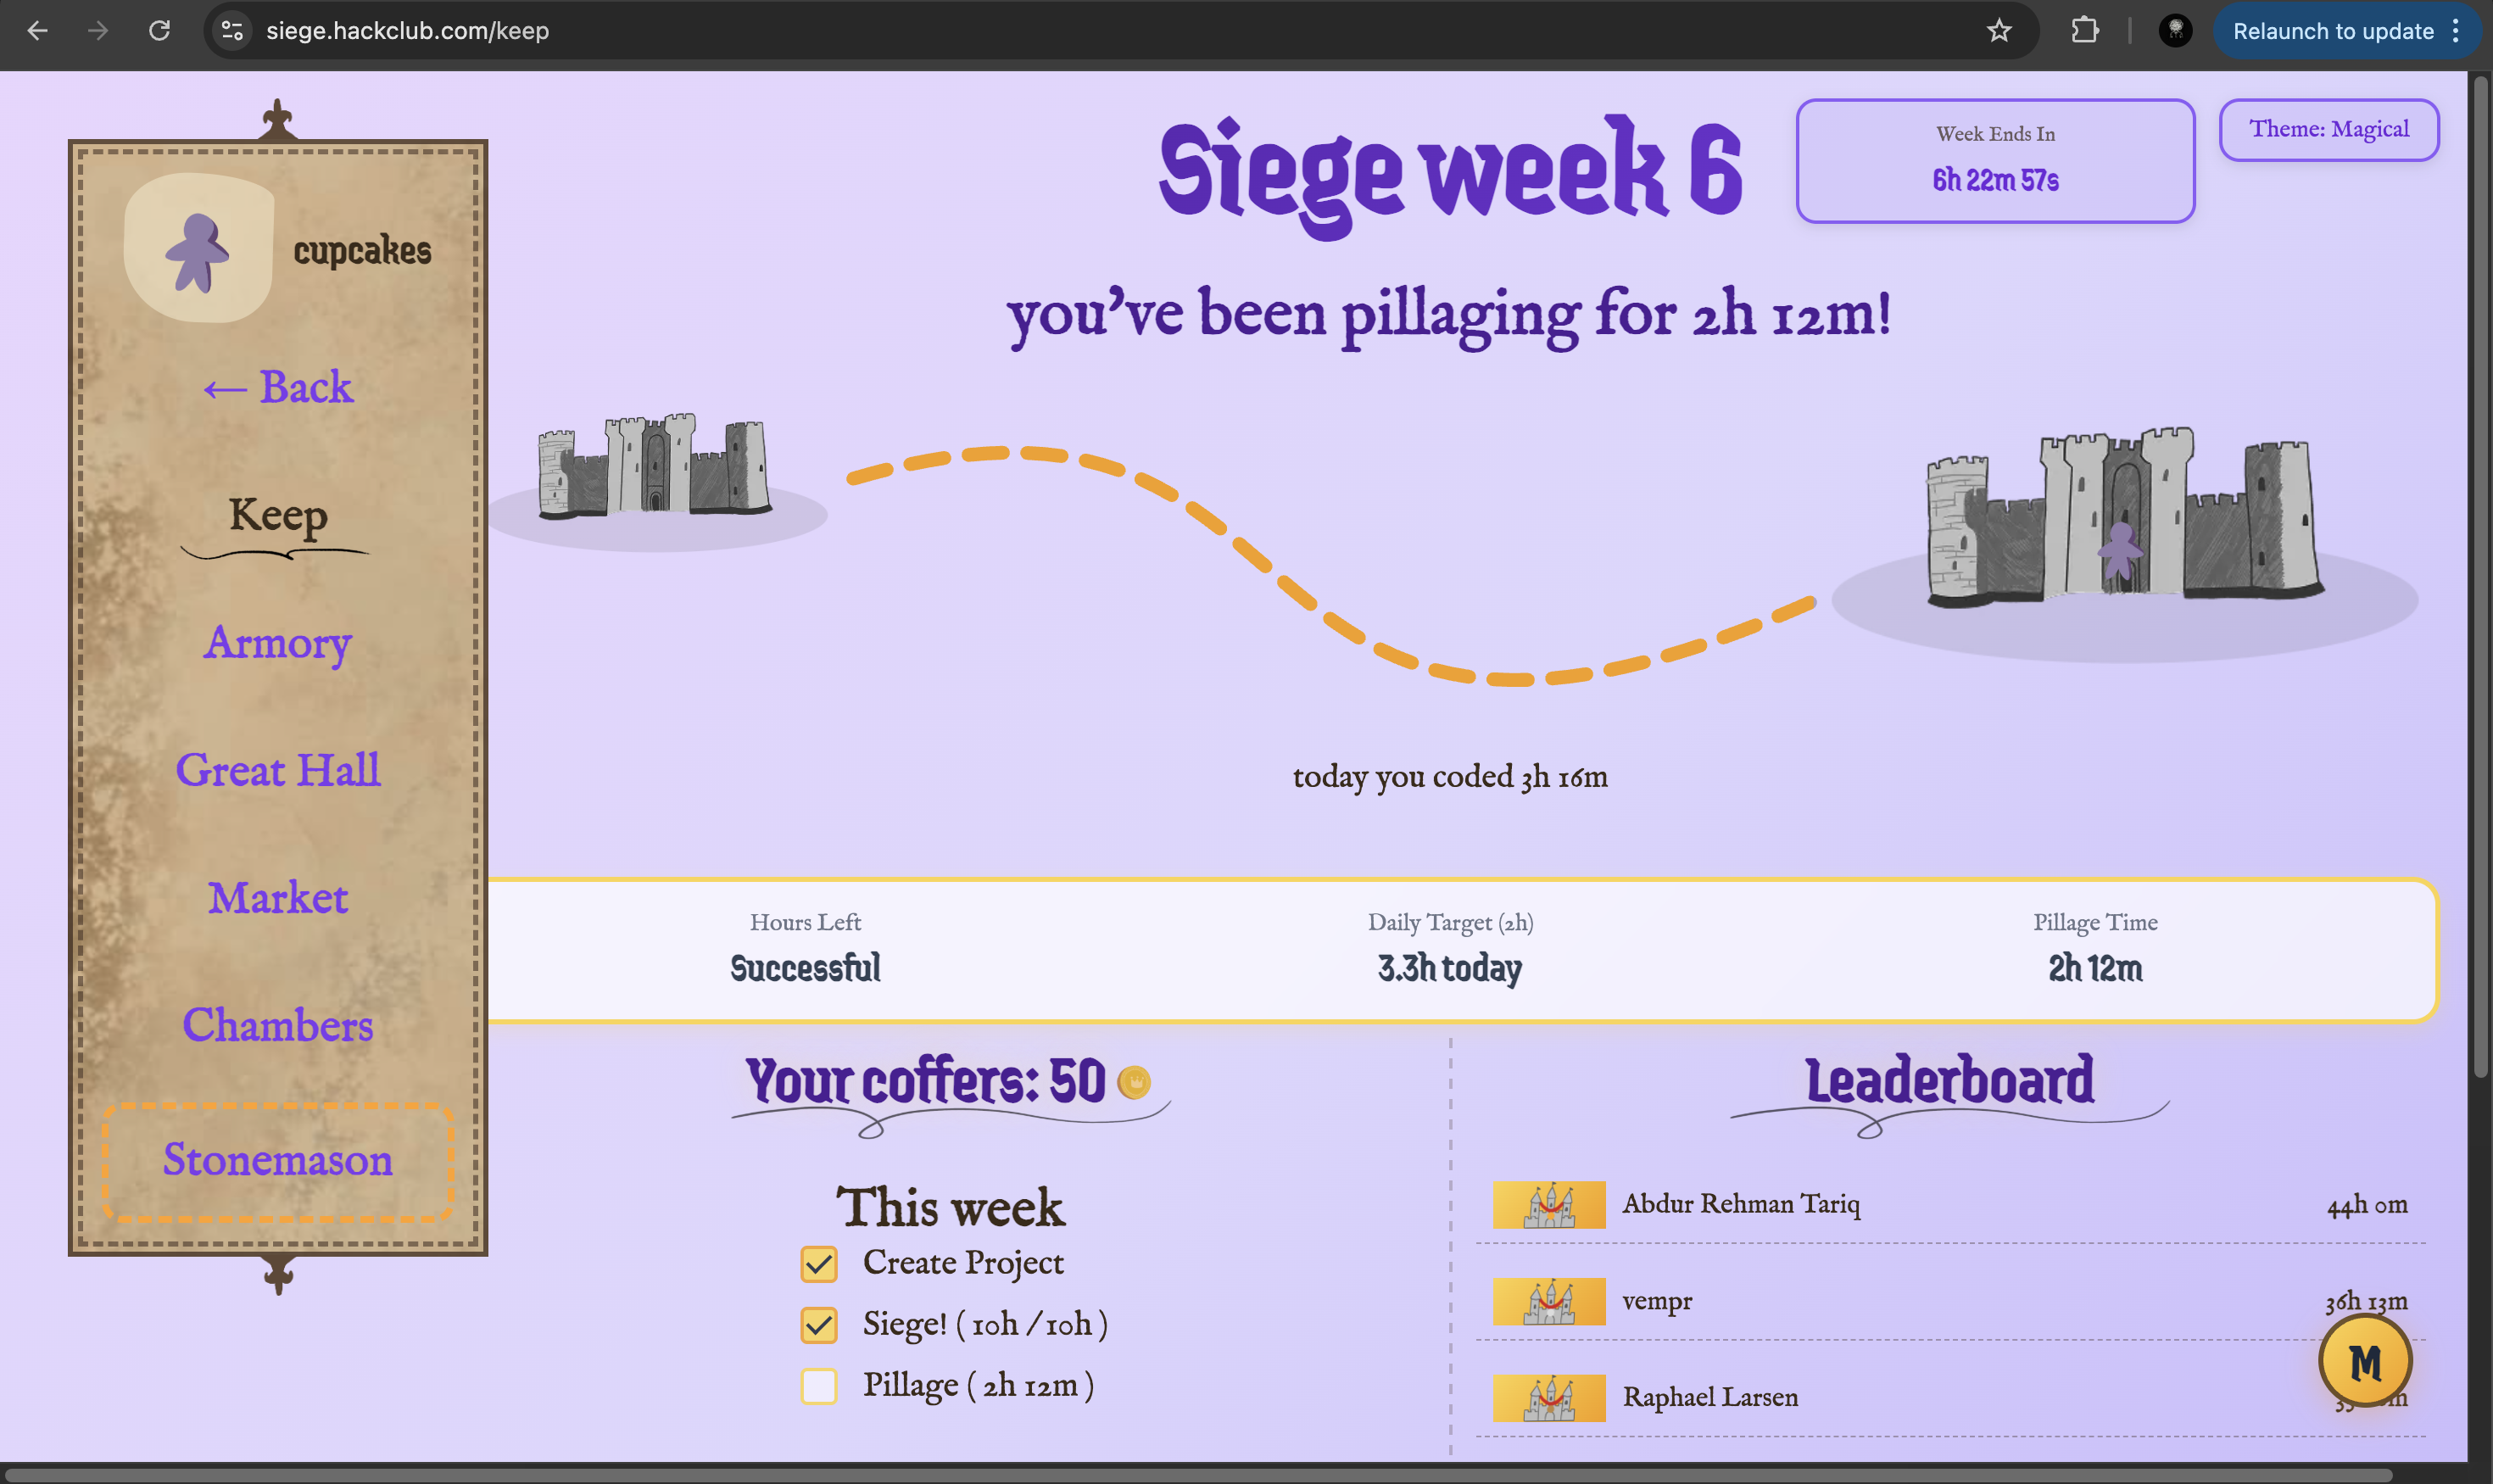 siege.hackclub.com/keep
Relaunch to update
cupcakes
← Back
Keep
Armory
Great Hall
Market
Chambers
Stonemason
Siege week 6
Week Ends In
6h 22m 57s
Theme: Magical
you've been pillaging for 2h 12m!
today you coded 3h 16m
Hours Left
Successful
Daily Target (2h)
3.3h today
Pillage Time
2h 12m
Your coffers: 50
This week
Create Project
Siege! ( 10h / 10h )
Pillage ( 2h 12m )
Leaderboard
Abdur Rehman Tariq
44h 0m
vempr
36h 13m
Raphael Larsen
M